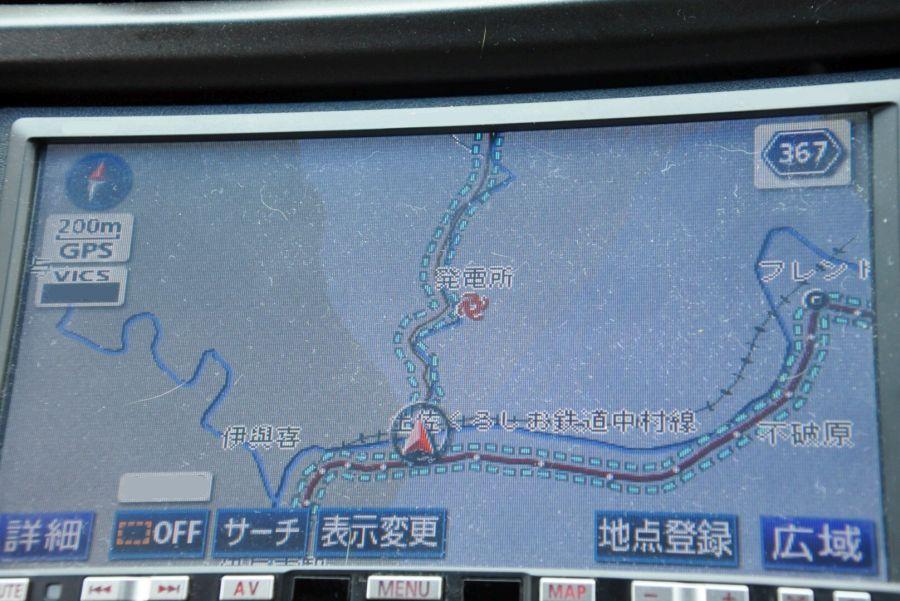 367
200m
GPS
VICS
発電所
フレンド
土佐くろしお鉄道中村線
伊與喜
不破原
詳細
OFF
サーチ
表示変更
地点登録
広域
AV
MENU
MAP